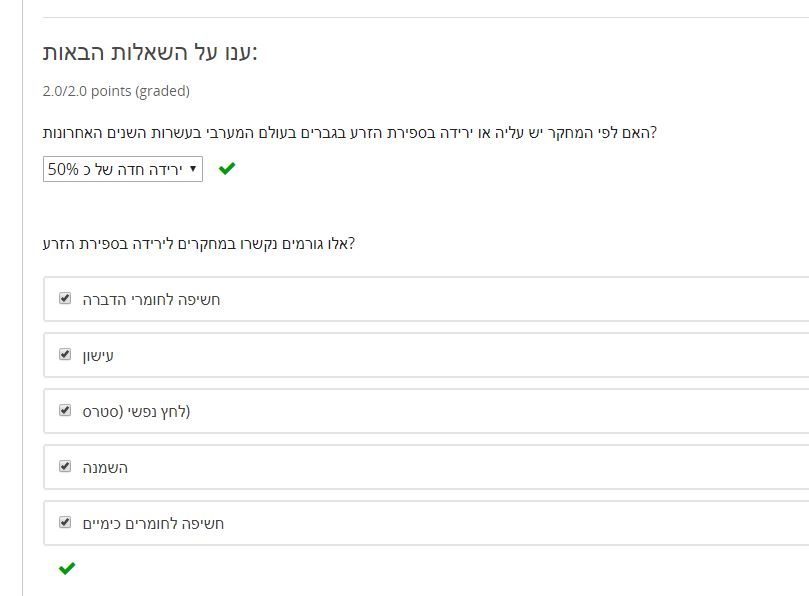 ענו על השאלות הבאות:
2.0/2.0 points (graded)
האם לפי המחקר יש עליה או ירידה בספירת הזרע בגברים בעולם המערבי בעשרות השנים האחרונות?
ירידה חדה של כ 50%
אלו גורמים נקשרו במחקרים לירידה בספירת הזרע?
חשיפה לחומרי הדברה
עישון
לחץ נפשי (סטרס)
השמנה
חשיפה לחומרים כימיים